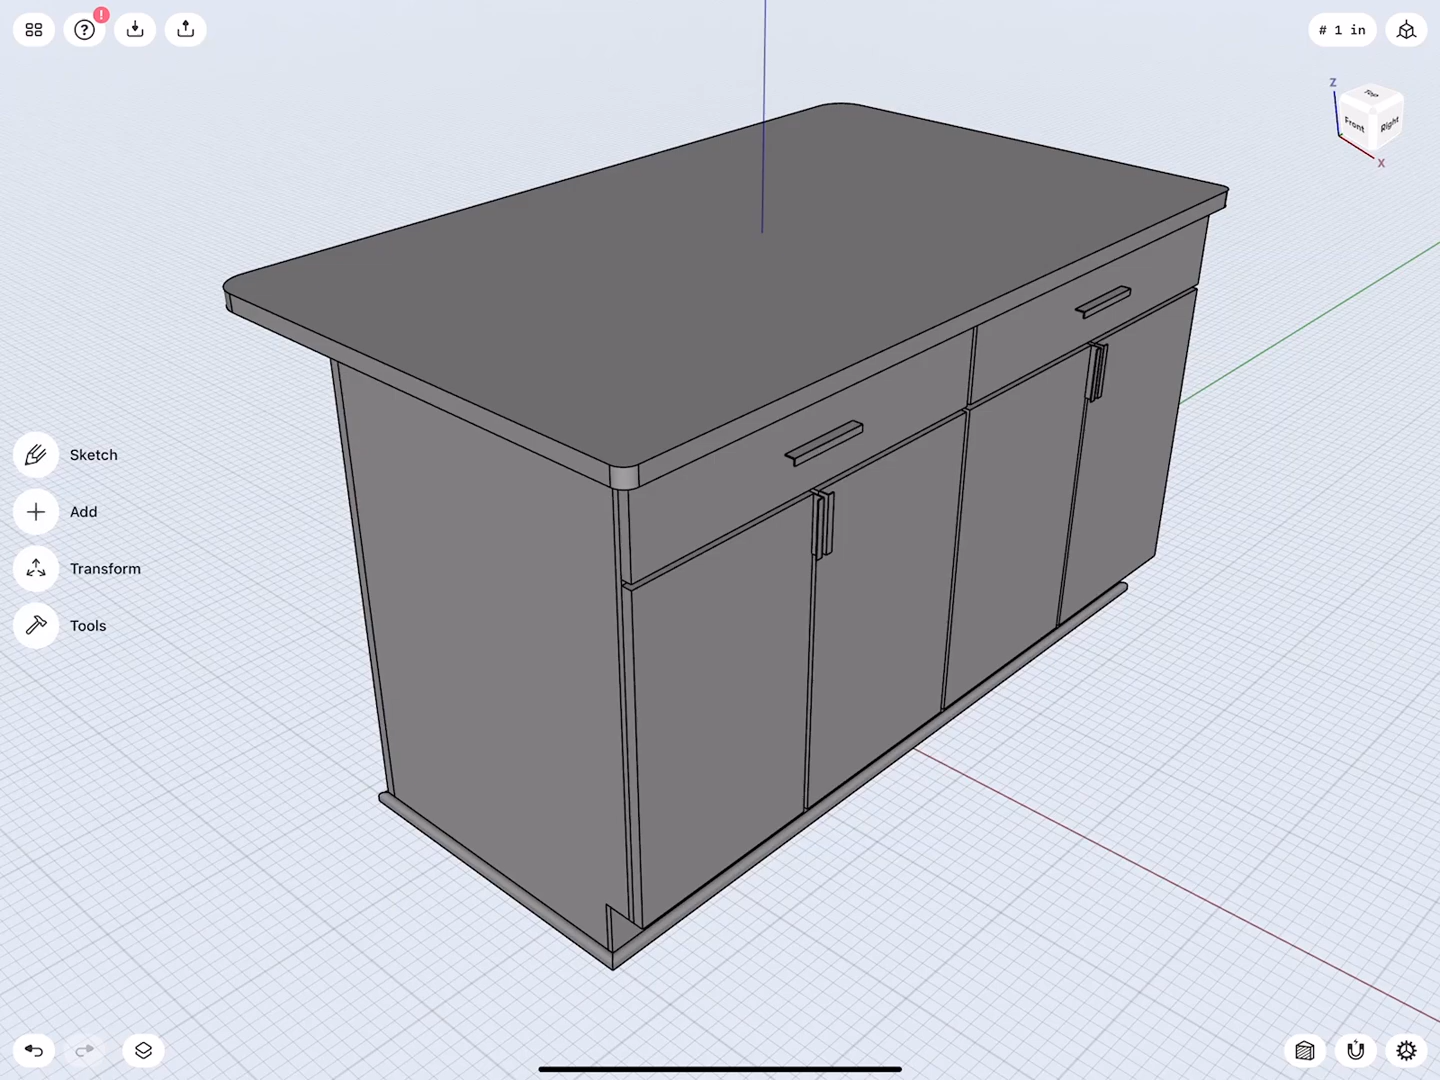 ?
!
# 1 in
Z
Top
Front
Right
X
Sketch
Add
Transform
Tools